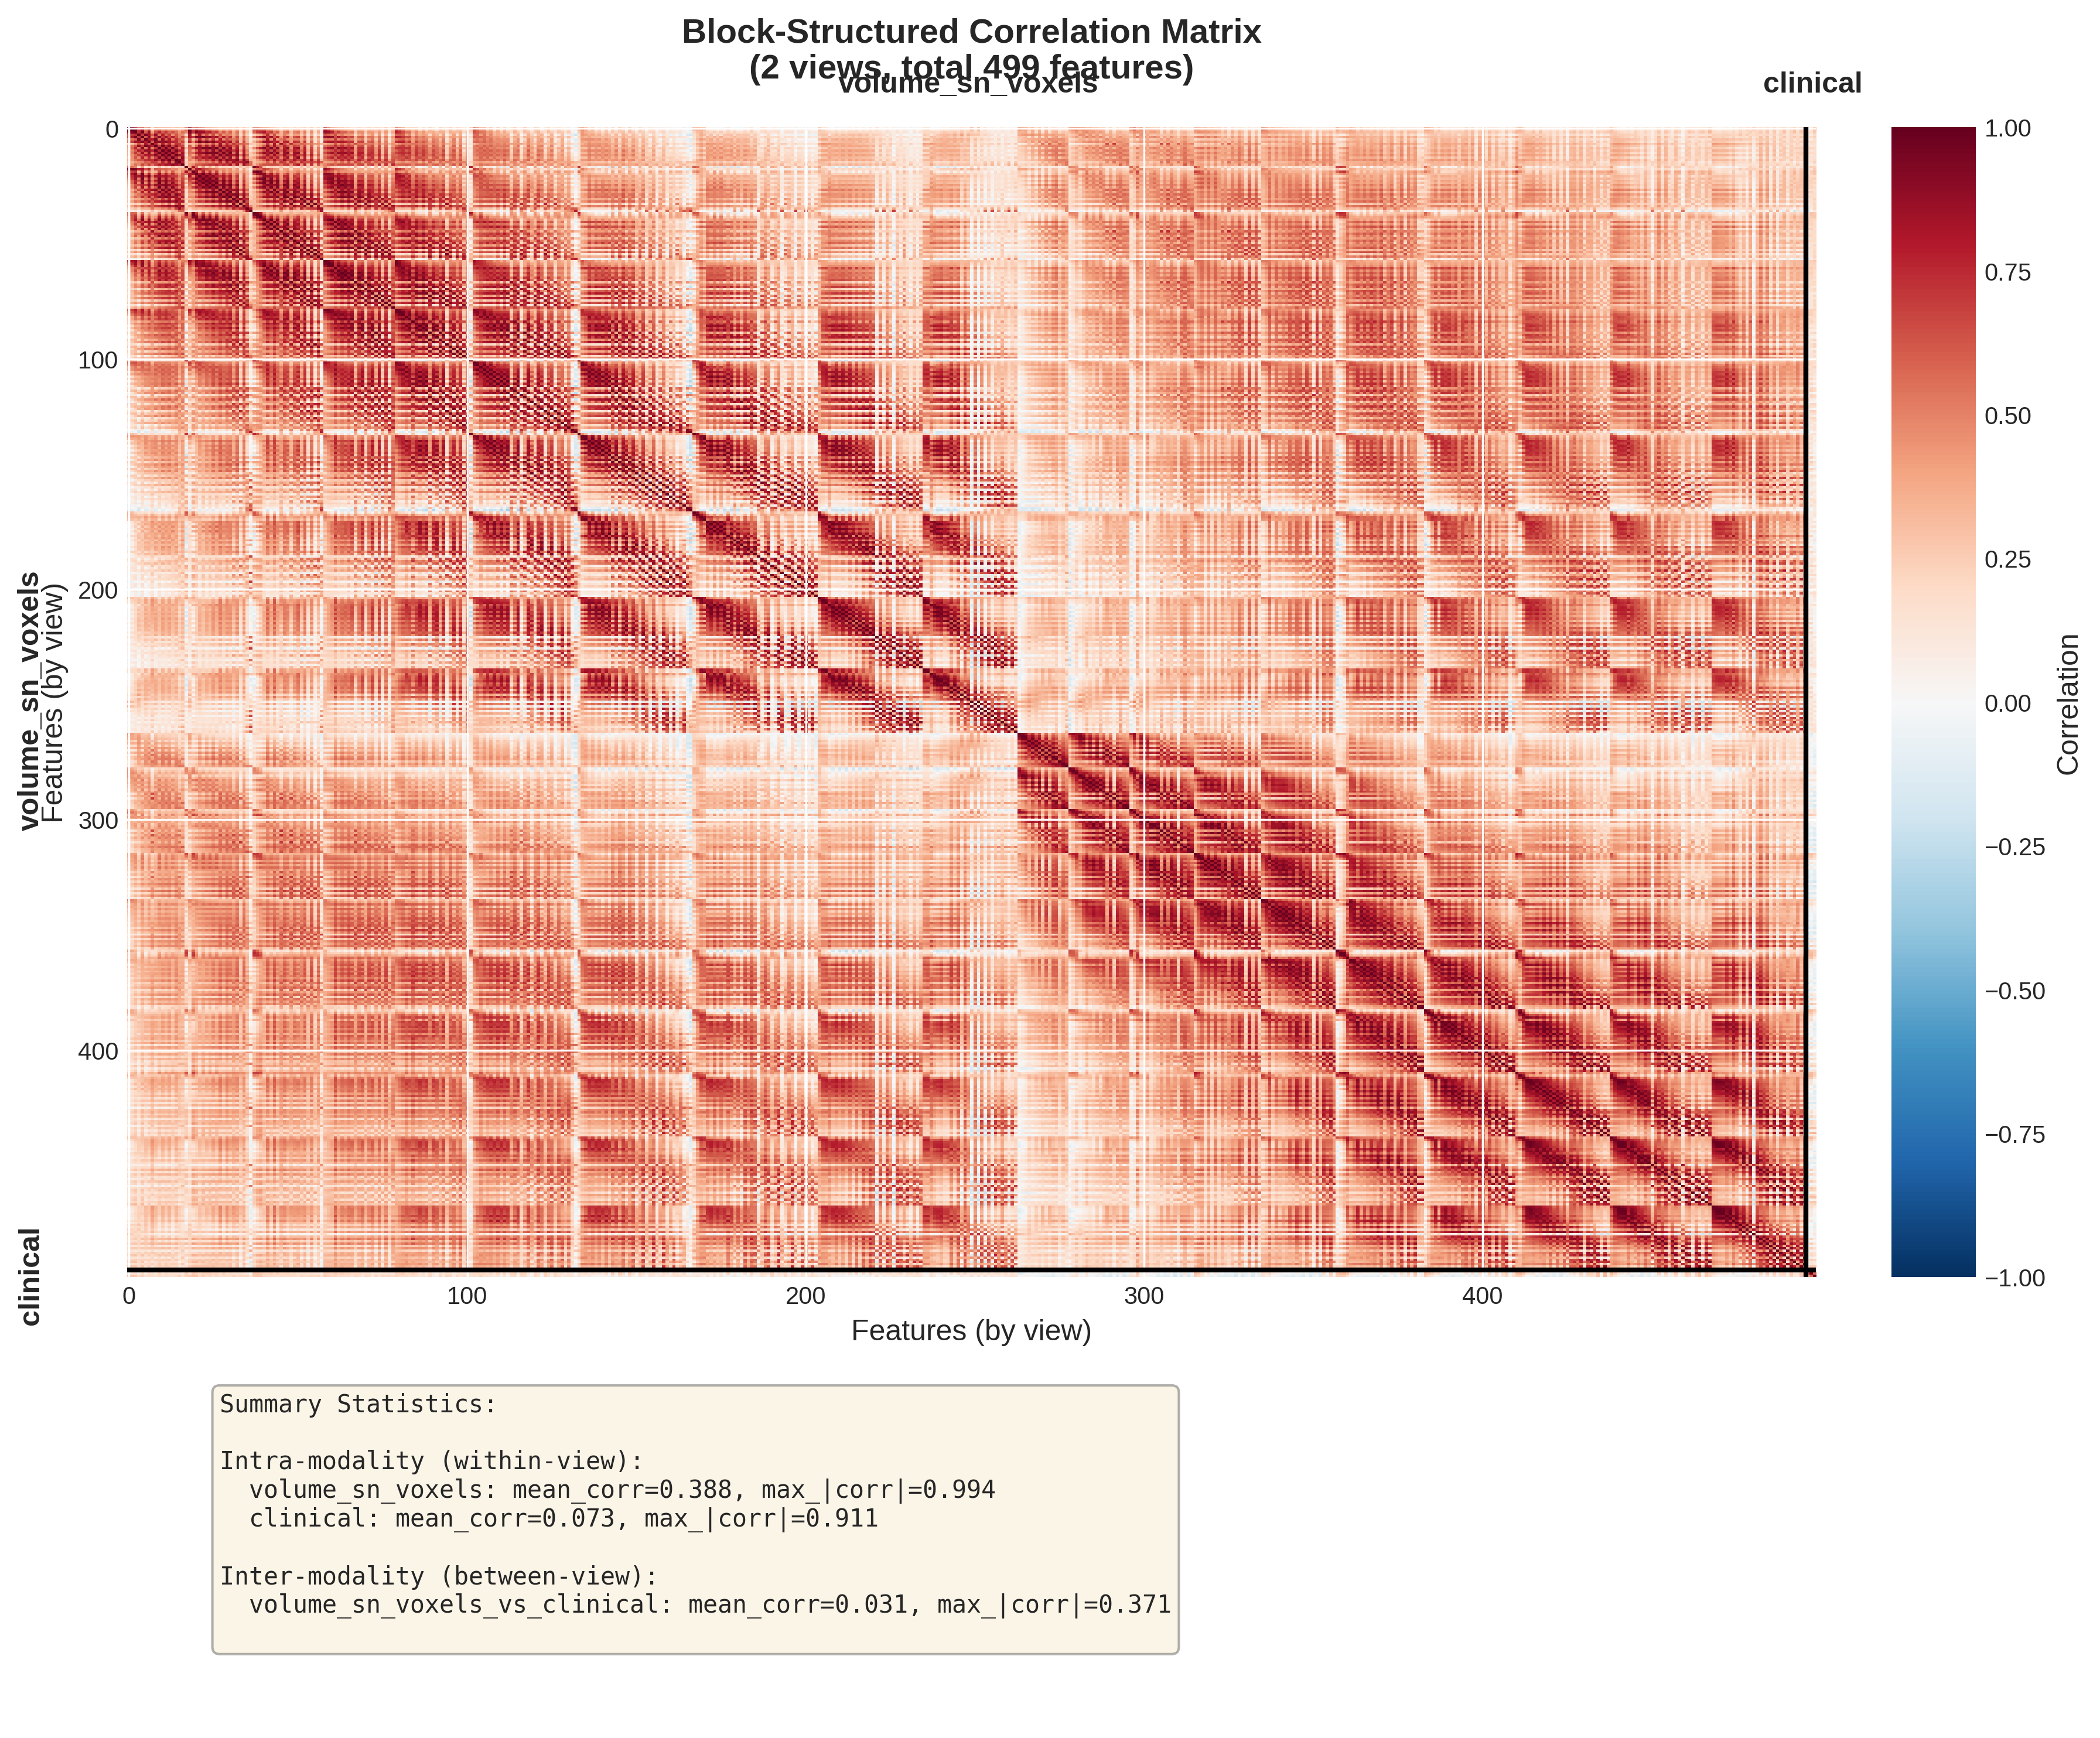 Block-Structured Correlation Matrix
(2 views, total 499 features)
volume_sn_voxels
clinical
0
100
200
300
400
volume_sn_voxels
Features (by view)
clinical
0
100
200
300
400
Features (by view)
1.00
0.75
0.50
0.25
0.00
−0.25
−0.50
−0.75
−1.00
Correlation
Summary Statistics:
Intra-modality (within-view):
volume_sn_voxels: mean_corr=0.388, max_|corr|=0.994
clinical: mean_corr=0.073, max_|corr|=0.911
Inter-modality (between-view):
volume_sn_voxels_vs_clinical: mean_corr=0.031, max_|corr|=0.371